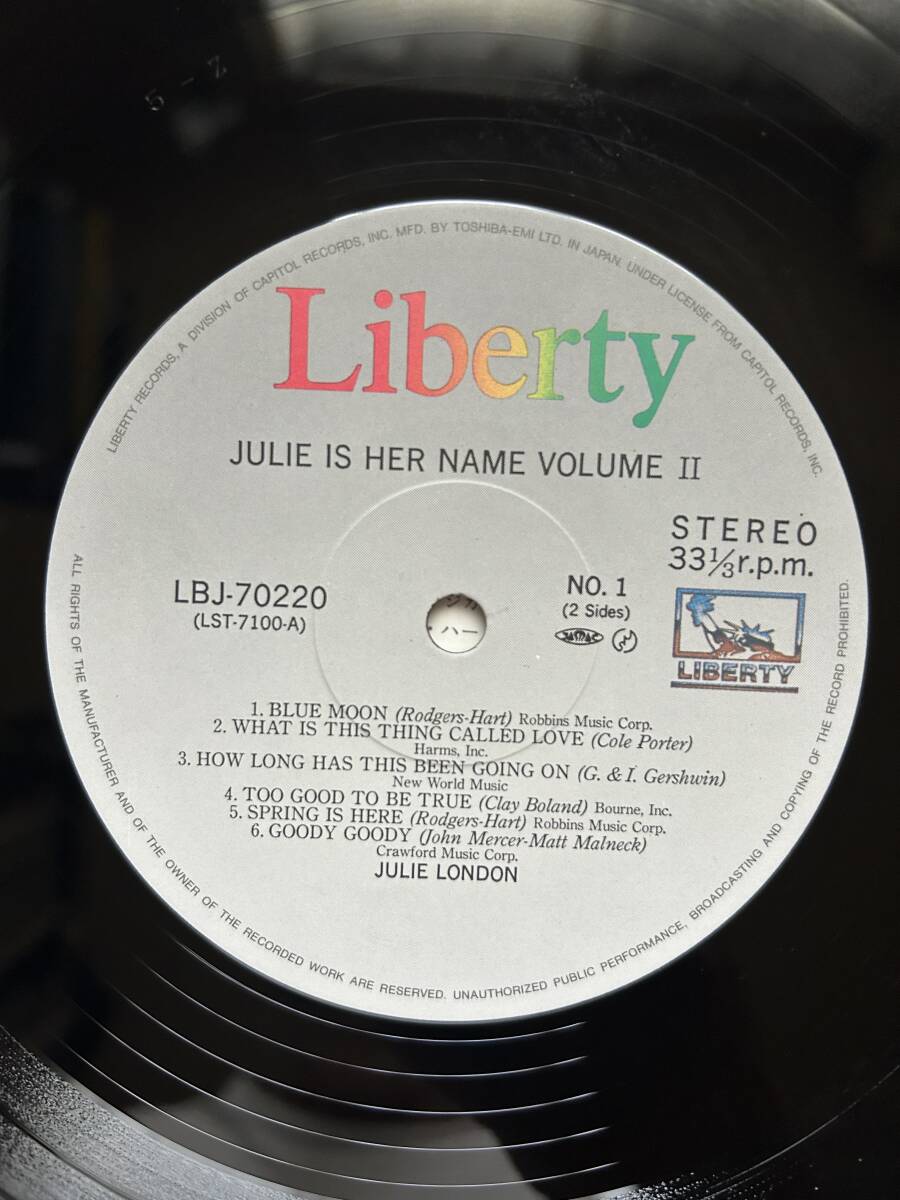 5 - Z
LIBERTY RECORDS, A DIVISION OF CAPITOL RECORDS, INC. MFD. BY TOSHIBA-EMI LTD. IN JAPAN. UNDER LICENSE FROM CAPITOL RECORDS, INC.
Liberty
JULIE IS HER NAME VOLUME II
STEREO
33⅓r.p.m.
LBJ-70220
(LST-7100-A)
NO. 1
(2 Sides)
JASRAC
LIBERTY
1. BLUE MOON (Rodgers-Hart) Robbins Music Corp.
2. WHAT IS THIS THING CALLED LOVE (Cole Porter)
Harms, Inc.
3. HOW LONG HAS THIS BEEN GOING ON (G. & I. Gershwin)
New World Music
4. TOO GOOD TO BE TRUE (Clay Boland) Bourne, Inc.
5. SPRING IS HERE (Rodgers-Hart) Robbins Music Corp.
6. GOODY GOODY (John Mercer-Matt Malneck)
Crawford Music Corp.
JULIE LONDON
ALL RIGHTS OF THE MANUFACTURER AND OF THE OWNER OF THE RECORDED WORK ARE RESERVED. UNAUTHORIZED PUBLIC PERFORMANCE, BROADCASTING AND COPYING OF THE RECORD PROHIBITED.